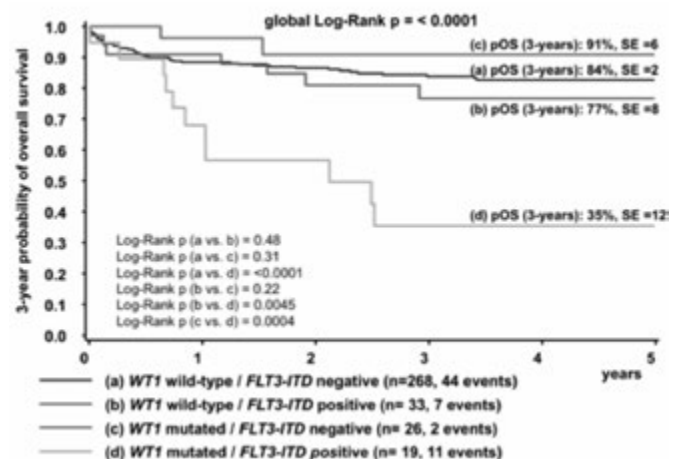 global Log-Rank p = < 0.0001
3-year probability of overall survival
1.0
0.9
0.8
0.7
0.6
0.5
0.4
0.3
0.2
0.1
0.0
(c) pOS (3-years): 91%, SE =6
(a) pOS (3-years): 84%, SE =2
(b) pOS (3-years): 77%, SE =8
(d) pOS (3-years): 35%, SE =12
Log-Rank p (a vs. b) = 0.48
Log-Rank p (a vs. c) = 0.31
Log-Rank p (a vs. d) = <0.0001
Log-Rank p (b vs. c) = 0.22
Log-Rank p (b vs. d) = 0.0045
Log-Rank p (c vs. d) = 0.0004
0 1 2 3 4 5
years
(a) WT1 wild-type / FLT3-ITD negative (n=268, 44 events)
(b) WT1 wild-type / FLT3-ITD positive (n= 33, 7 events)
(c) WT1 mutated / FLT3-ITD negative (n= 26, 2 events)
(d) WT1 mutated / FLT3-ITD positive (n= 19, 11 events)